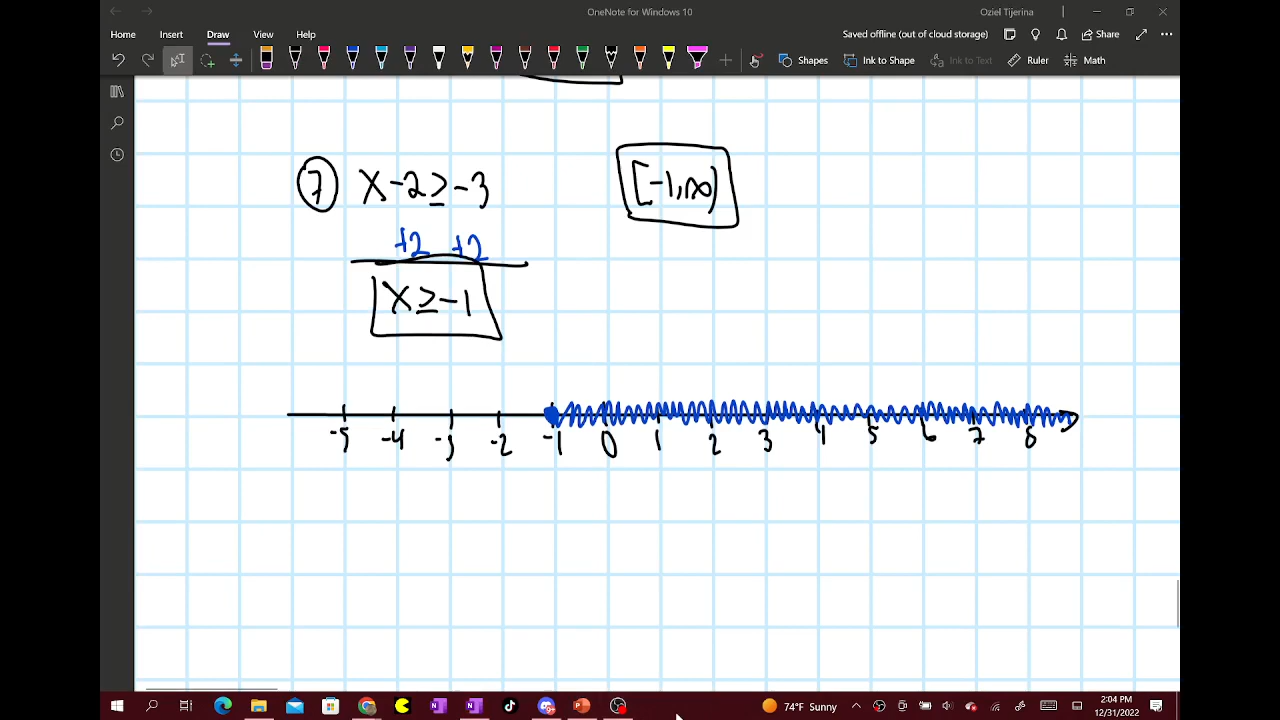 OneNote for Windows 10
Oziel Tijerina
Home Insert Draw View Help
Saved offline (out of cloud storage)
Share
Shapes
Ink to Shape
Ink to Text
Ruler
Math
7 x-2≥-3
[-1,∞)
+2 +2
x≥-1
-5 -4 -3 -2 -1 0 1 2 3 4 5 6 7 8
74°F Sunny
2:04 PM
12/31/2022